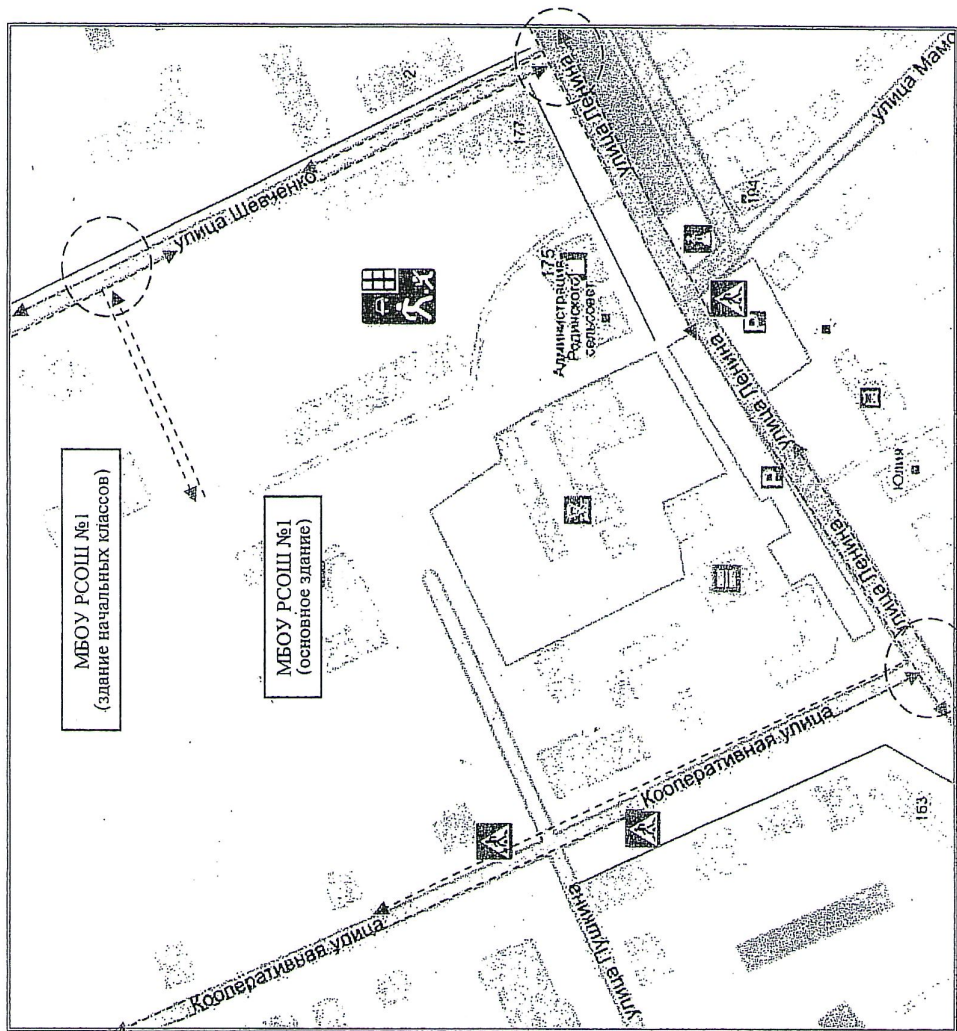 МБОУ РСОШ №1
(здание начальных классов)
МБОУ РСОШ №1
(основное здание)
улица Шевченко
2
177
улица Ленина
Администрация
Родинского
сельсовет
175
194
улица Мамо
улица Ленина
улица Ленина
Юлия
Кооперативная улица
Кооперативная улица
улица Пушкина
163